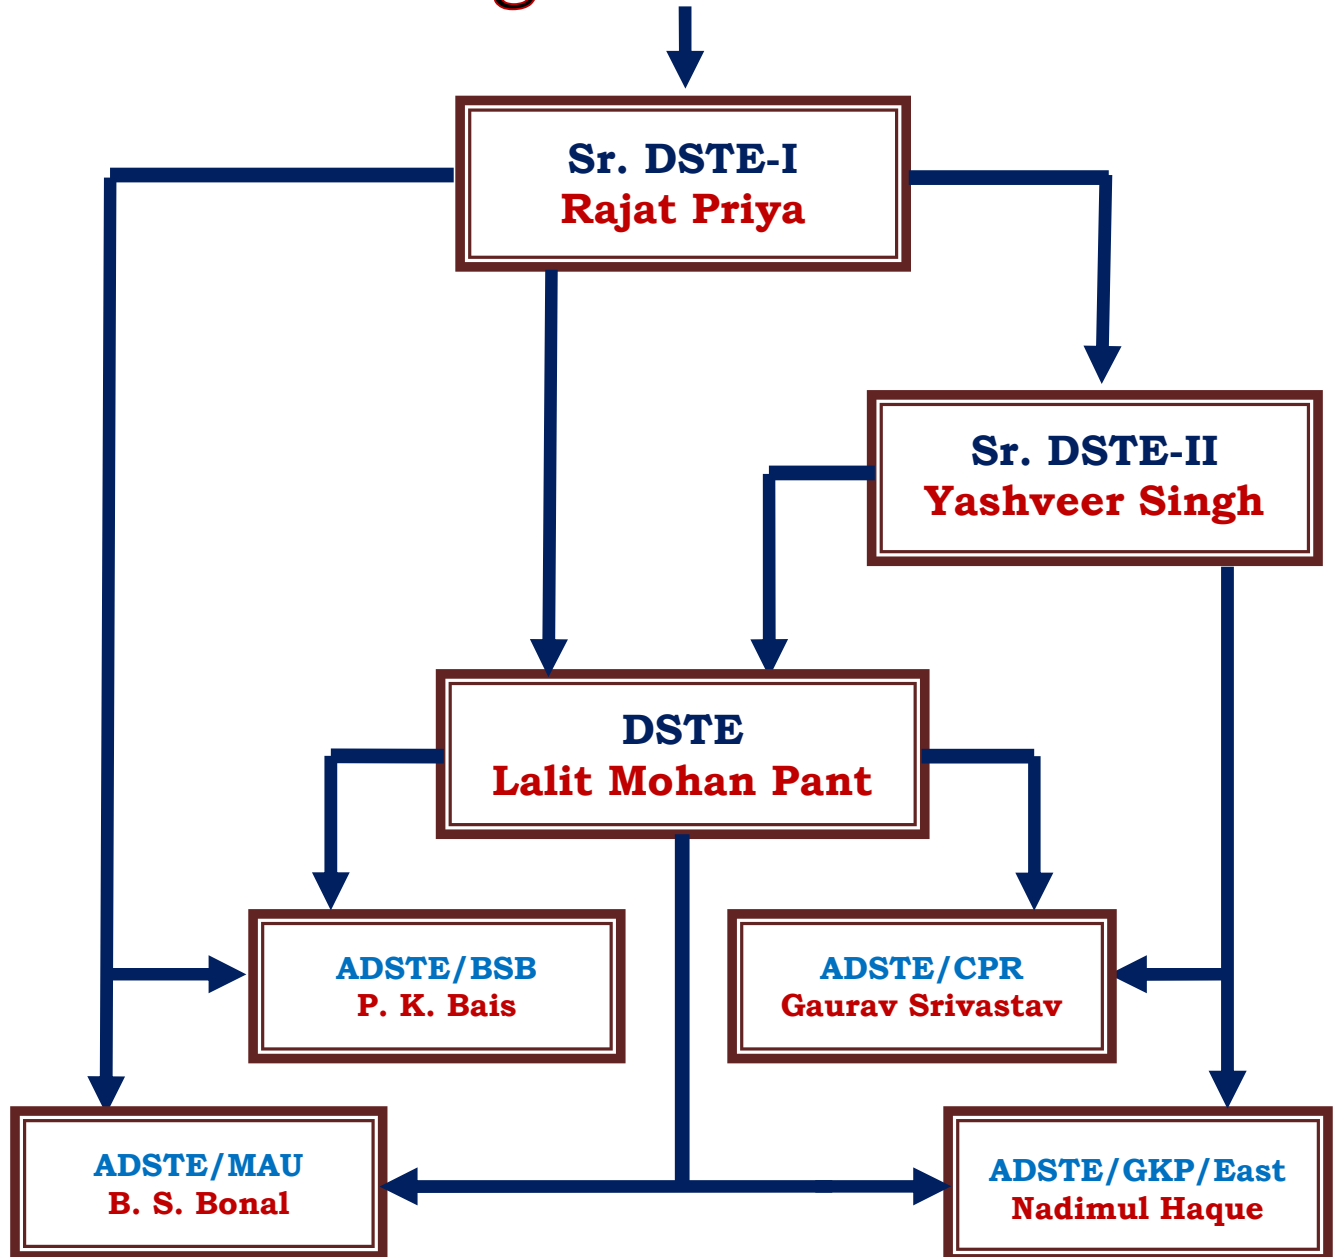 Sr. DSTE-I
Rajat Priya
Sr. DSTE-II
Yashveer Singh
DSTE
Lalit Mohan Pant
ADSTE/BSB
P. K. Bais
ADSTE/CPR
Gaurav Srivastav
ADSTE/MAU
B. S. Bonal
ADSTE/GKP/East
Nadimul Haque